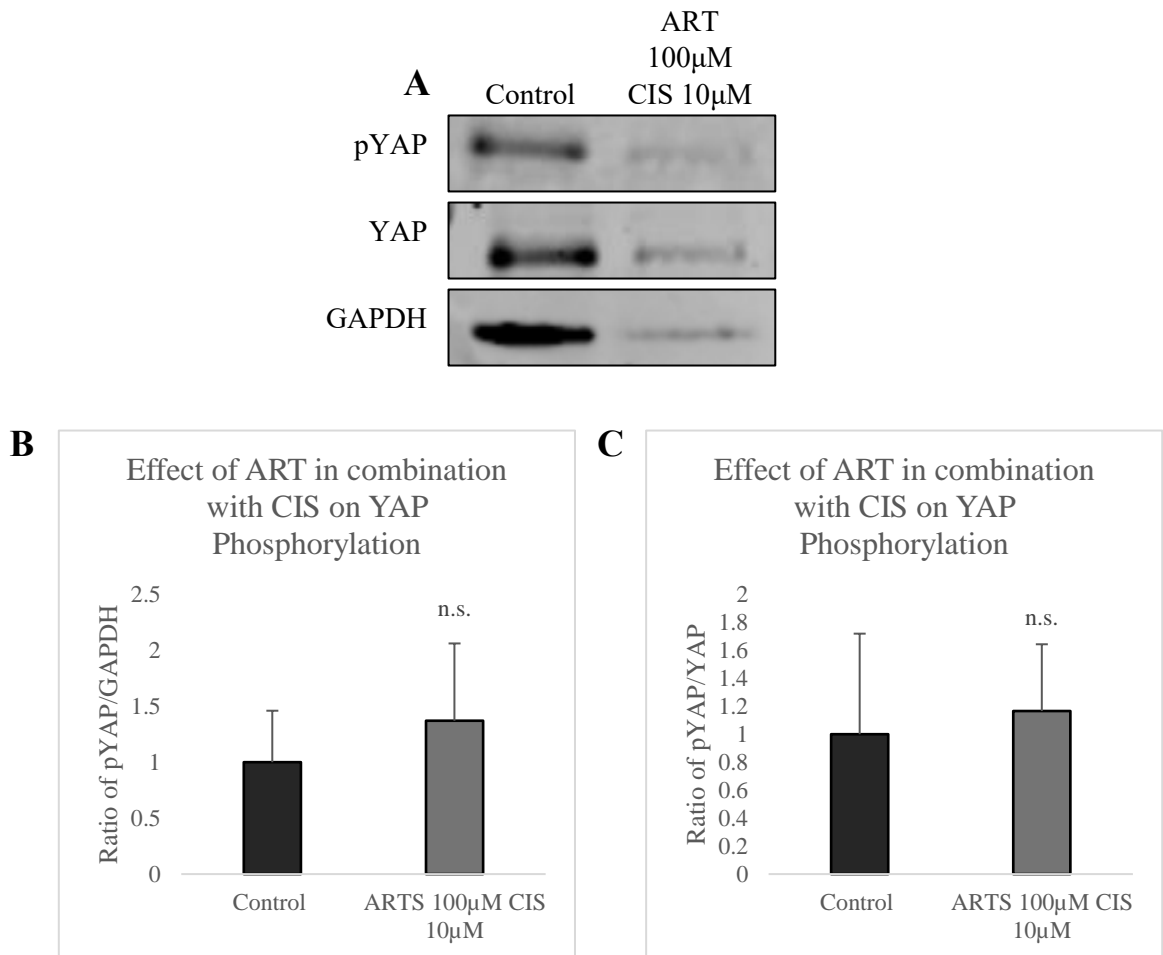 A
Control
ART
100µM
CIS 10µM
pYAP
YAP
GAPDH
B
Effect of ART in combination
with CIS on YAP
Phosphorylation
Ratio of pYAP/GAPDH
2.5
2
1.5
1
0.5
0
n.s.
Control
ARTS 100µM CIS
10µM
C
Effect of ART in combination
with CIS on YAP
Phosphorylation
Ratio of pYAP/YAP
2
1.8
1.6
1.4
1.2
1
0.8
0.6
0.4
0.2
0
n.s.
Control
ARTS 100µM CIS
10µM